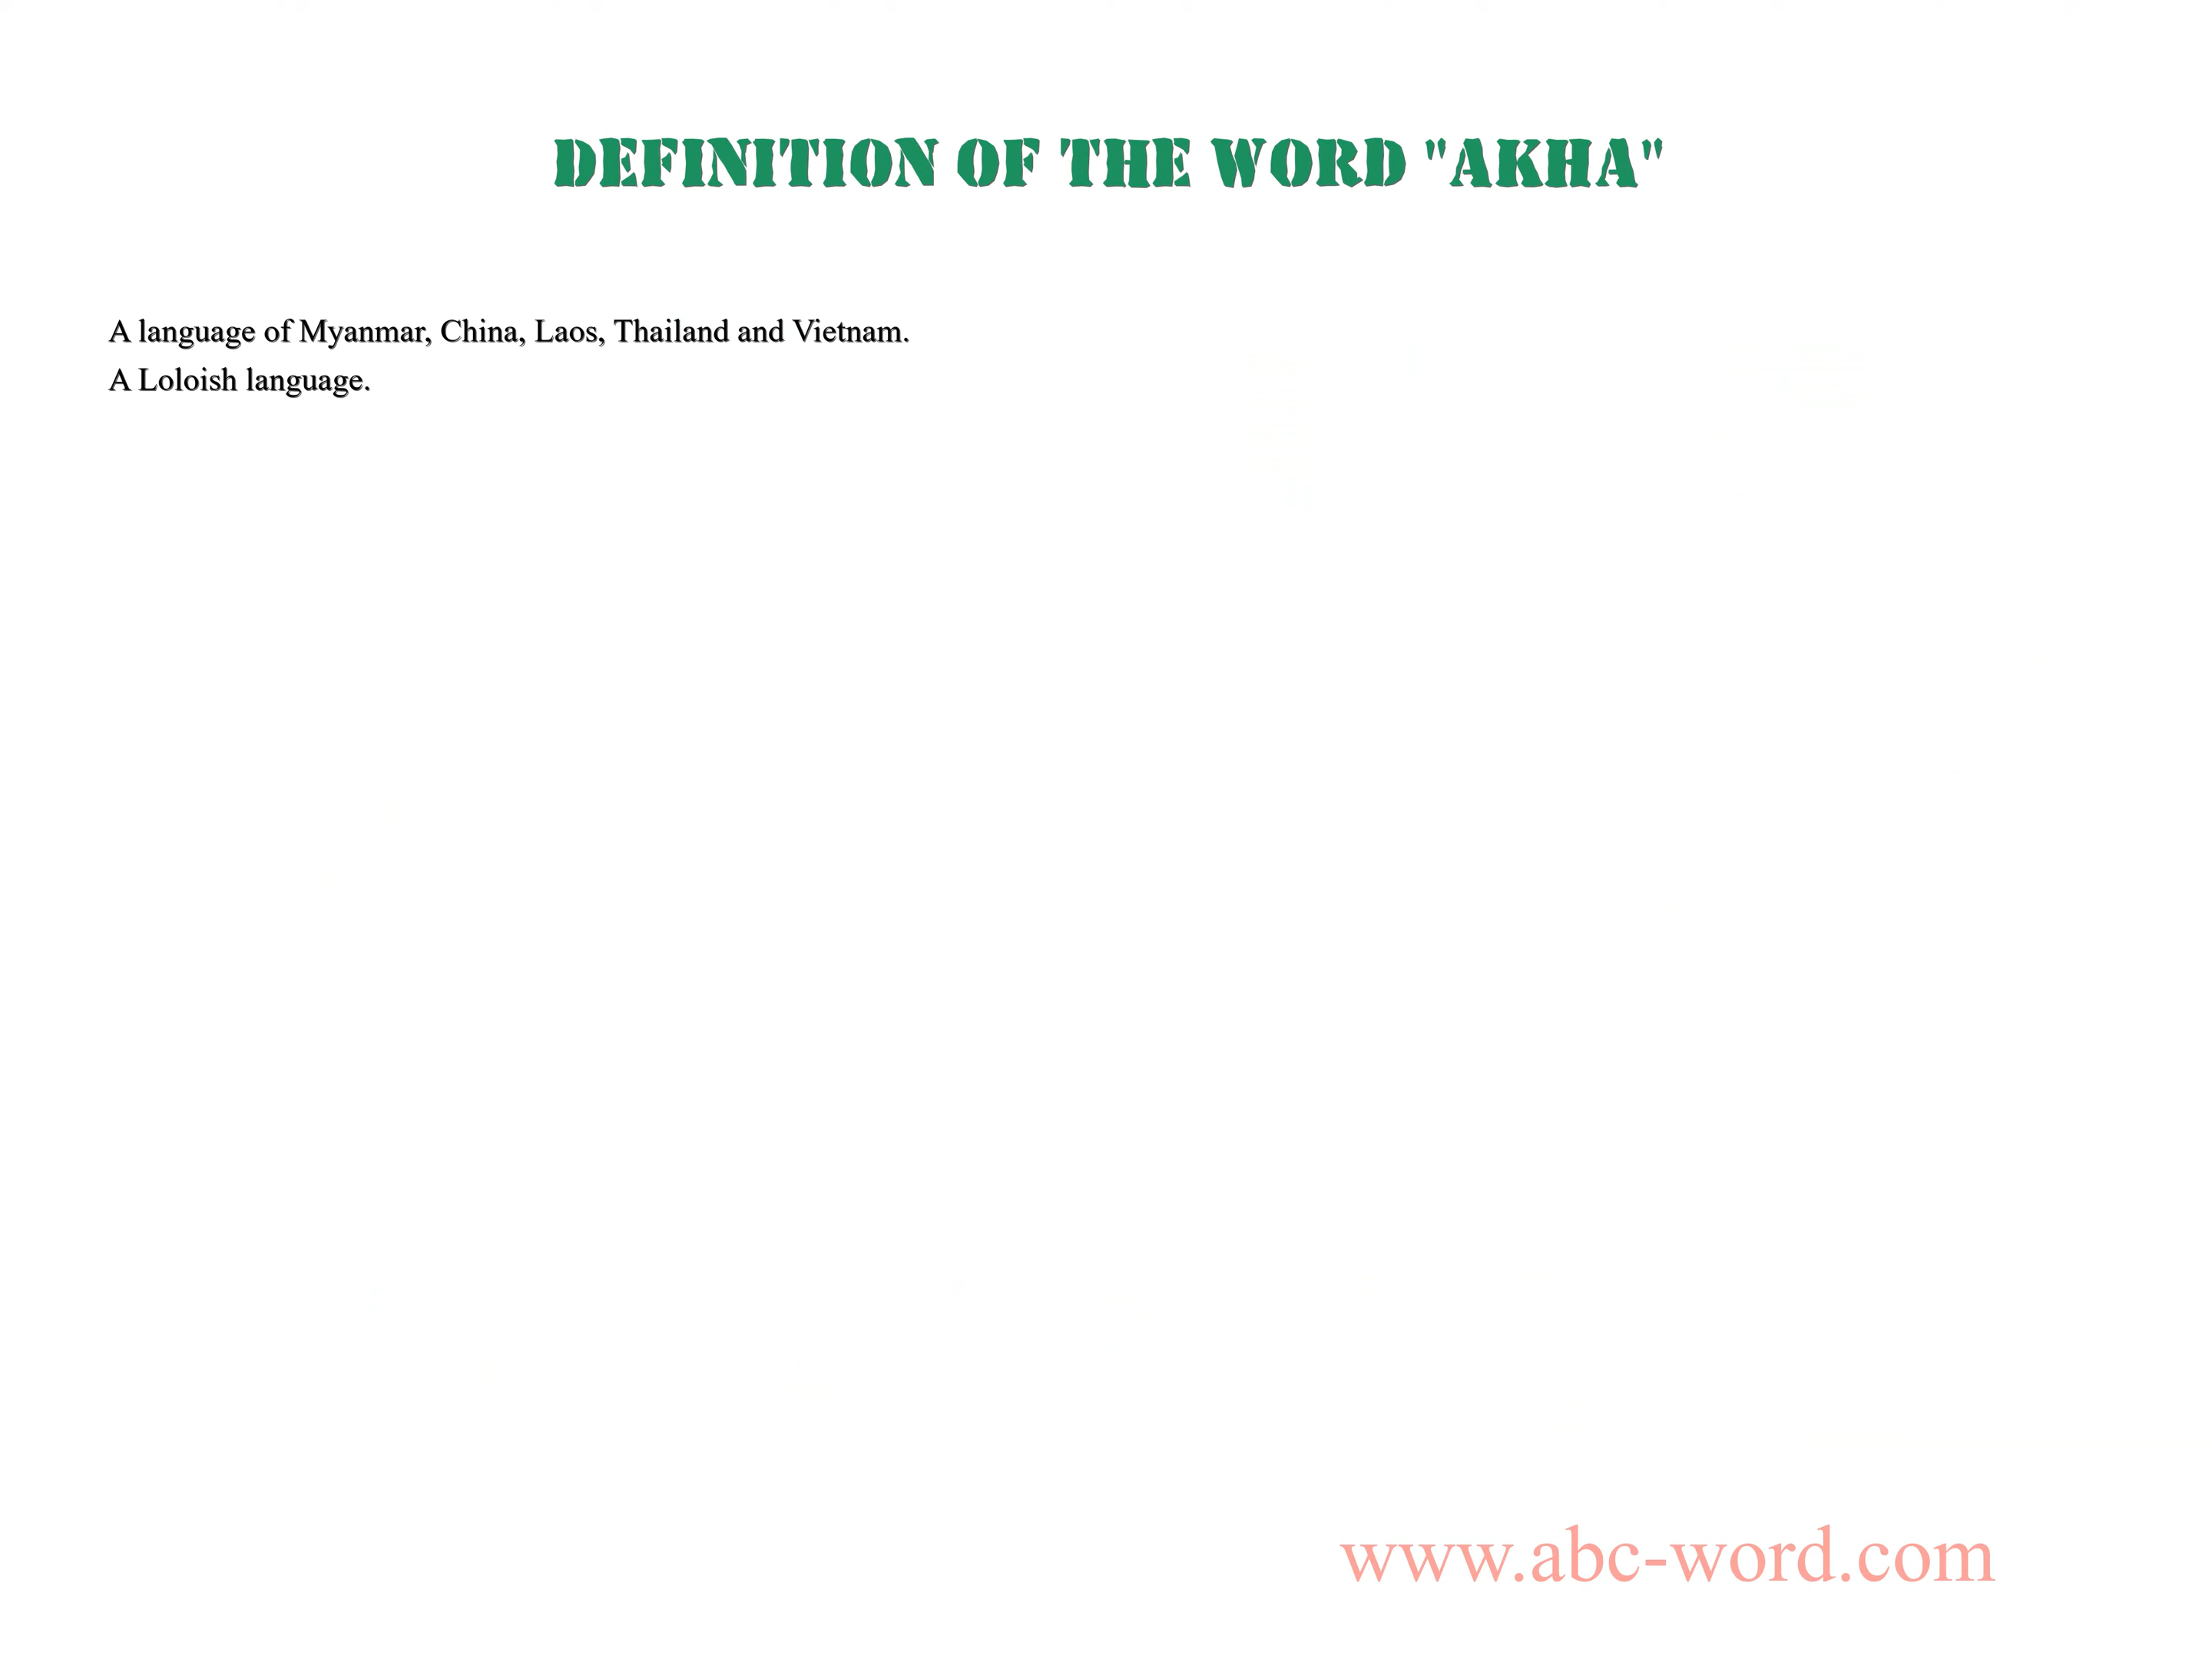 DEFINITION OF THE WORD "AKHA"
A language of Myanmar, China, Laos, Thailand and Vietnam.
A Loloish language.
www.abc-word.com